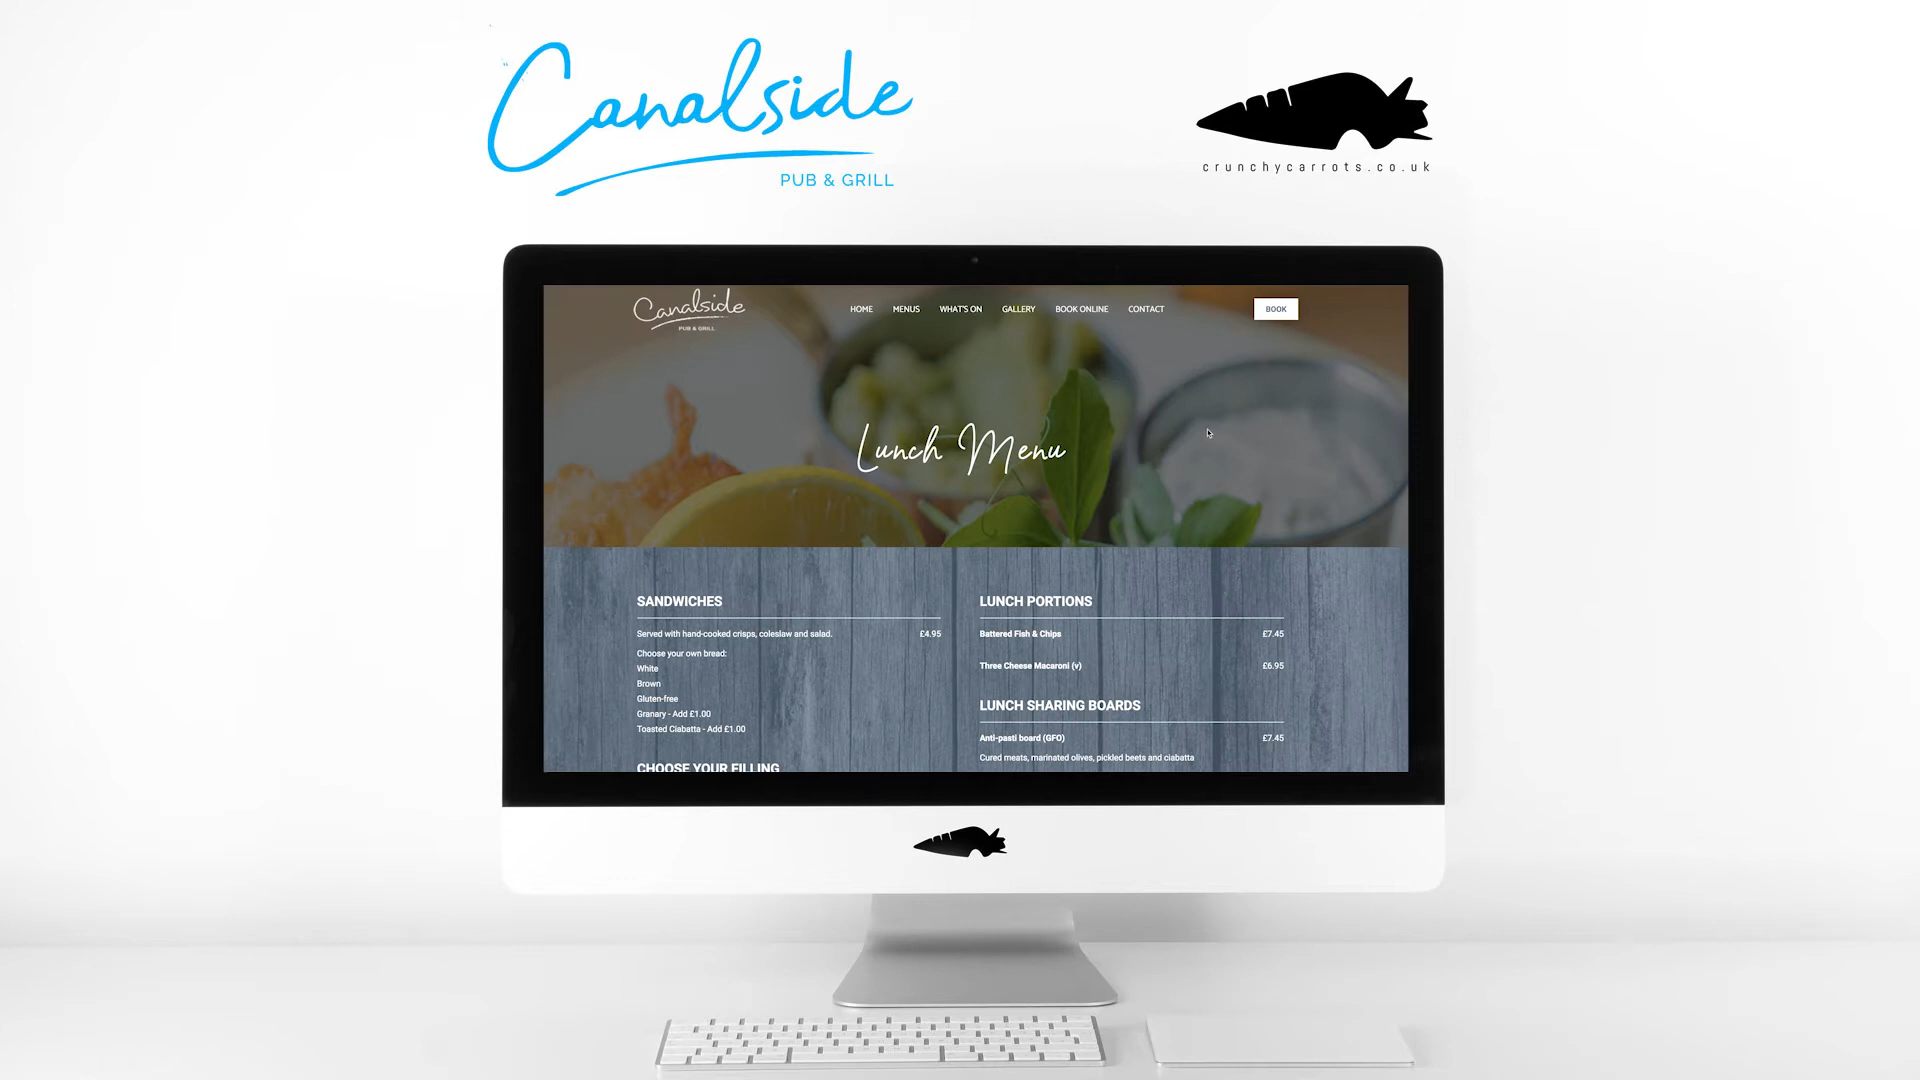 Canalside
PUB & GRILL
crunchycarrots.co.uk
Canalside
PUB & GRILL
HOME MENUS WHAT'S ON GALLERY BOOK ONLINE CONTACT BOOK
Lunch Menu
SANDWICHES
Served with hand-cooked crisps, coleslaw and salad. £4.95
Choose your own bread:
White
Brown
Gluten-free
Granary - Add £1.00
Toasted Ciabatta - Add £1.00
CHOOSE YOUR FILLING
LUNCH PORTIONS
Battered Fish & Chips £7.45
Three Cheese Macaroni (v) £6.95
LUNCH SHARING BOARDS
Anti-pasti board (GFO) £7.45
Cured meats, marinated olives, pickled beets and ciabatta